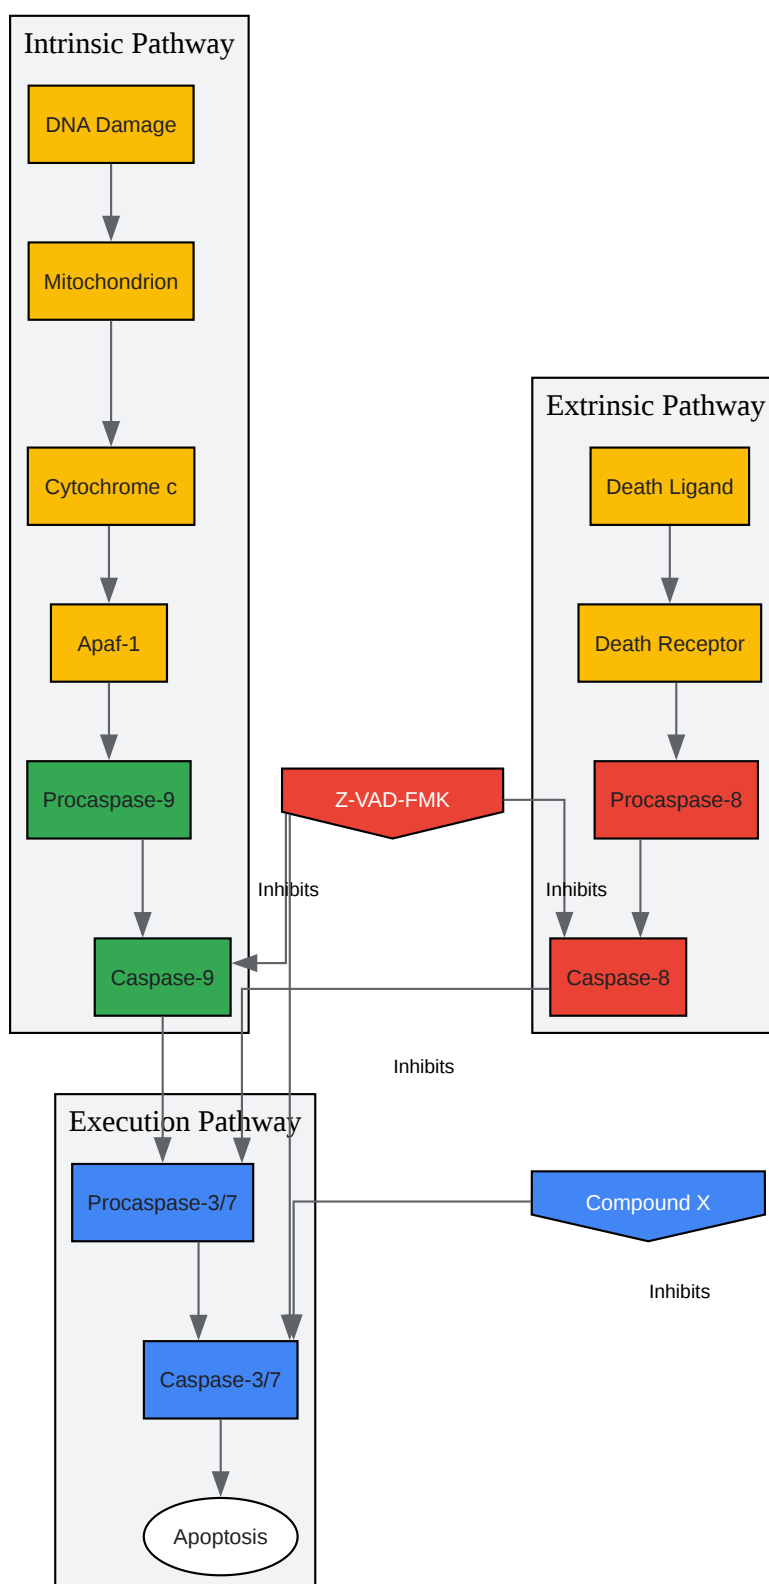 Intrinsic Pathway
DNA Damage
Mitochondrion
Extrinsic Pathway
Cytochrome c
Death Ligand
Apaf-1
Death Receptor
Procaspase-9
Z-VAD-FMK
Procaspase-8
Inhibits
Inhibits
Caspase-9
Caspase-8
Inhibits
Execution Pathway
Procaspase-3/7
Compound X
Inhibits
Caspase-3/7
Apoptosis